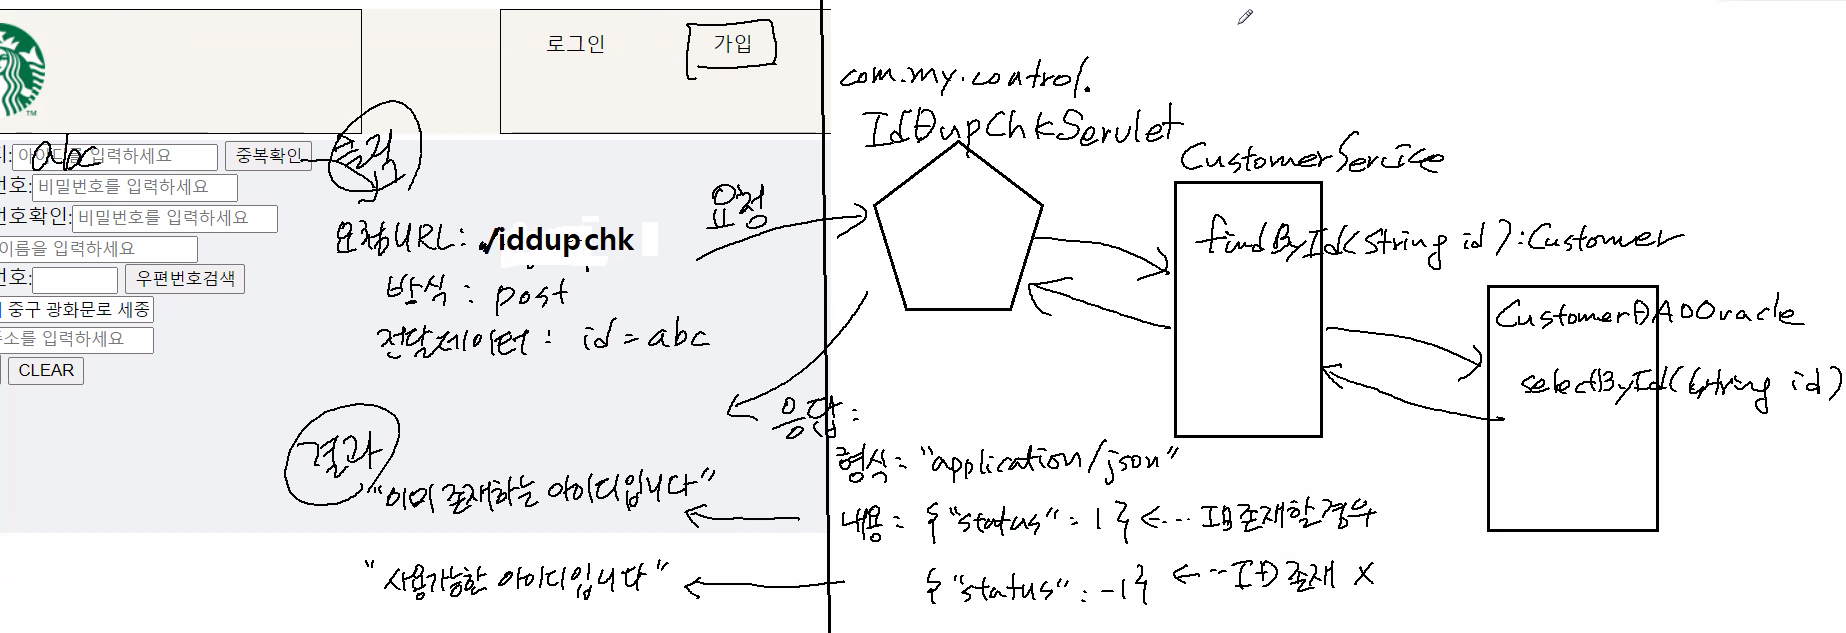 로그인
가입
TM
abc
아이디를 입력하세요
중복확인
클릭
번호:
비밀번호를 입력하세요
번호확인:
비밀번호를 입력하세요
이름을 입력하세요
번호:
우편번호검색
중구 광화문로 세종
주소를 입력하세요
CLEAR
요청URL: /iddupchk
방식: post
전달데이터: id=abc
요청
com.my.control.
IdDupChkServlet
CustomerService
findById(String id):Customer
CustomerDAOOracle
selectById(String id)
응답:
형식: "application/json"
내용: {"status": 1} <--- ID존재할경우
{"status": -1} <--- ID존재 X
결과
"이미 존재하는 아이디입니다"
"사용가능한 아이디입니다"